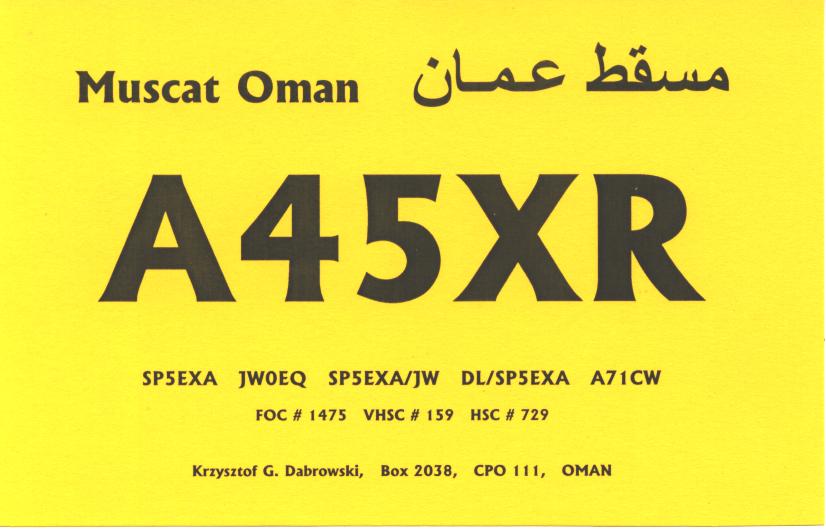 Muscat Oman مسقط عمان
A45XR
SP5EXA JW0EQ SP5EXA/JW DL/SP5EXA A71CW
FOC # 1475 VHSC # 159 HSC # 729
Krzysztof G. Dabrowski, Box 2038, CPO 111, OMAN